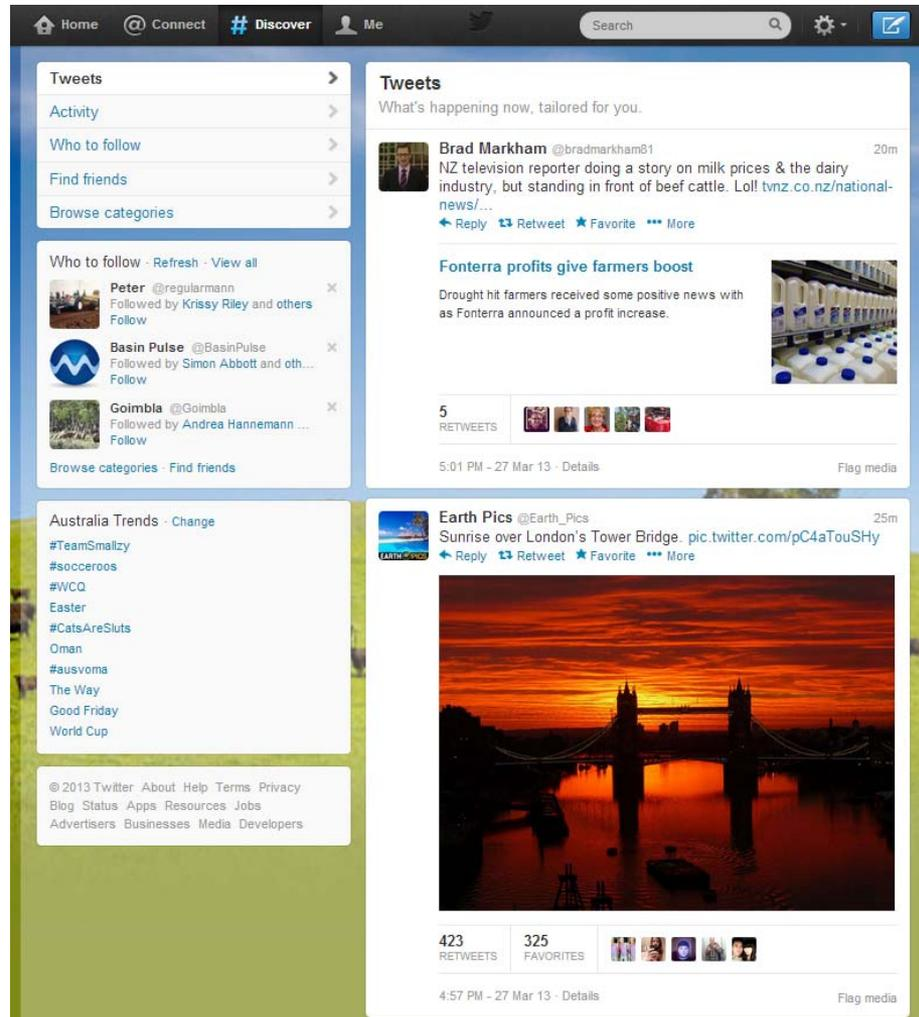 Home @ Connect # Discover Me Search
Tweets
Activity
Who to follow
Find friends
Browse categories
Who to follow · Refresh · View all
Peter @regularmann
Followed by Krissy Riley and others
Follow
Basin Pulse @BasinPulse
Followed by Simon Abbott and oth...
Follow
Goimbla @Goimbla
Followed by Andrea Hannemann ...
Follow
Browse categories · Find friends
Australia Trends · Change
#TeamSmallzy
#socceroos
#WCQ
Easter
#CatsAreSluts
Oman
#ausvoma
The Way
Good Friday
World Cup
© 2013 Twitter About Help Terms Privacy
Blog Status Apps Resources Jobs
Advertisers Businesses Media Developers
Tweets
What's happening now, tailored for you.
Brad Markham @bradmarkham81 20m
NZ television reporter doing a story on milk prices & the dairy
industry, but standing in front of beef cattle. Lol! tvnz.co.nz/national-
news/…
Reply Retweet Favorite More
Fonterra profits give farmers boost
Drought hit farmers received some positive news with
as Fonterra announced a profit increase.
5
RETWEETS
5:01 PM - 27 Mar 13 · Details Flag media
Earth Pics @Earth_Pics 25m
Sunrise over London's Tower Bridge. pic.twitter.com/pC4aTouSHy
EARTH PICS
Reply Retweet Favorite More
423 325
RETWEETS FAVORITES
4:57 PM - 27 Mar 13 · Details Flag media